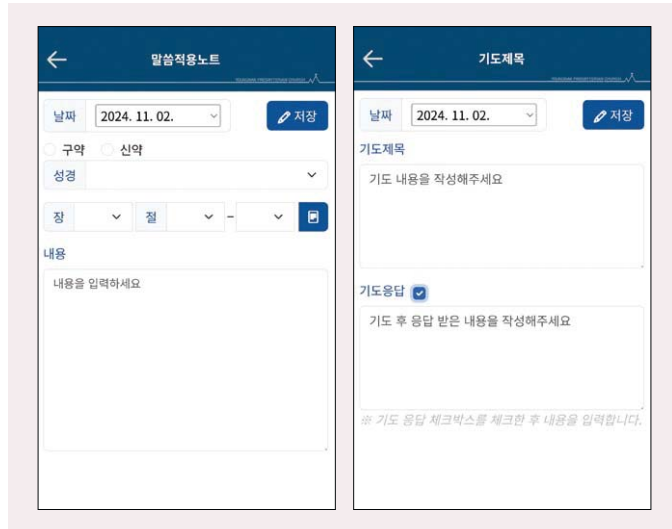 말씀적용노트
날짜 2024. 11. 02. 저장
구약 신약
성경
장 절 -
내용
내용을 입력하세요
기도제목
날짜 2024. 11. 02. 저장
기도제목
기도 내용을 작성해주세요
기도응답
기도 후 응답 받은 내용을 작성해주세요
※ 기도 응답 체크박스를 체크한 후 내용을 입력합니다.